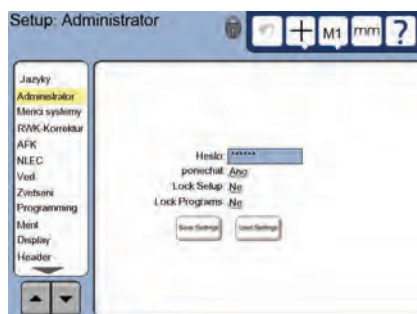 Setup: Administrator
M1
mm
?
Jazyky
Administrator
Merici systemy
RWK-Korrektur
AFK
NLEC
Ved.
Zvetseni
Programming
Merit
Display
Header
Heslo: ******
ponechat: Ano
Lock Setup: Ne
Lock Programs: Ne
Save Settings
Load Settings